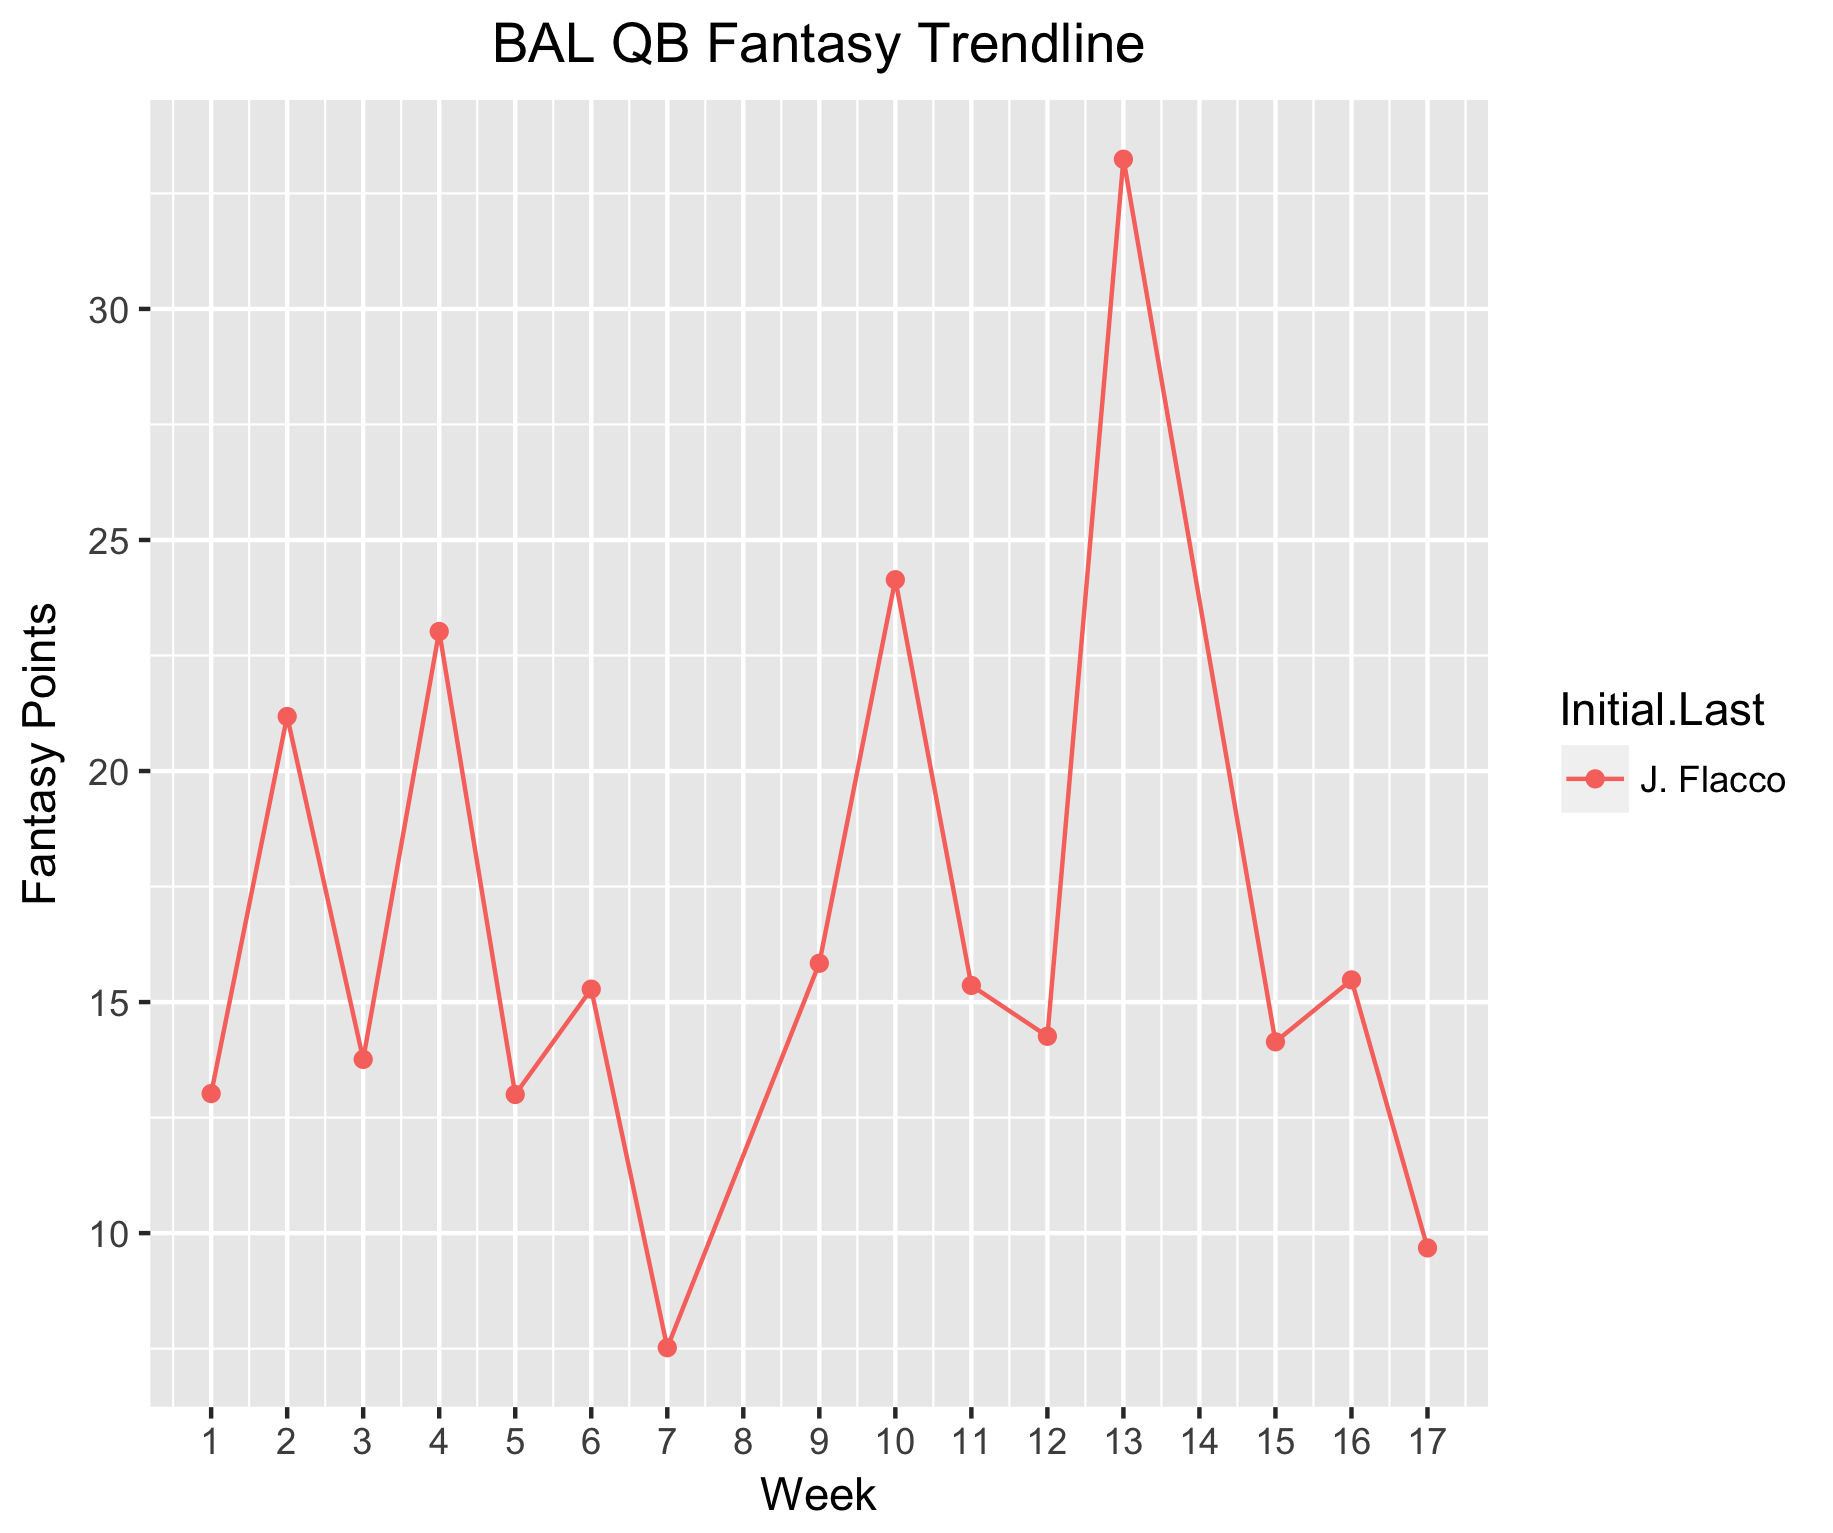 BAL QB Fantasy Trendline
Fantasy Points
30
25
20
15
10
1 2 3 4 5 6 7 8 9 10 11 12 13 14 15 16 17
Week
Initial.Last
J. Flacco